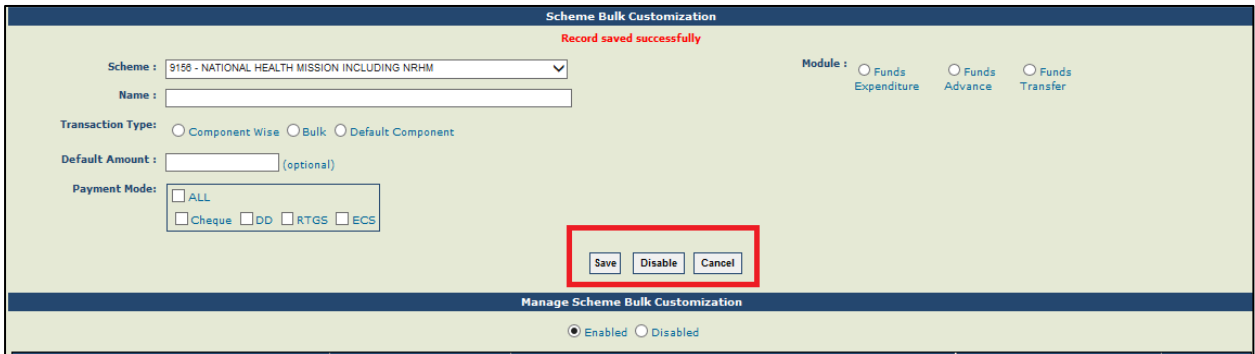 Scheme Bulk Customization
Record saved successfully
Scheme : 9156 - NATIONAL HEALTH MISSION INCLUDING NRHM
Module : Funds Expenditure Funds Advance Funds Transfer
Name :
Transaction Type: Component Wise Bulk Default Component
Default Amount : (optional)
Payment Mode: ALL
Cheque DD RTGS ECS
Save Disable Cancel
Manage Scheme Bulk Customization
Enabled Disabled